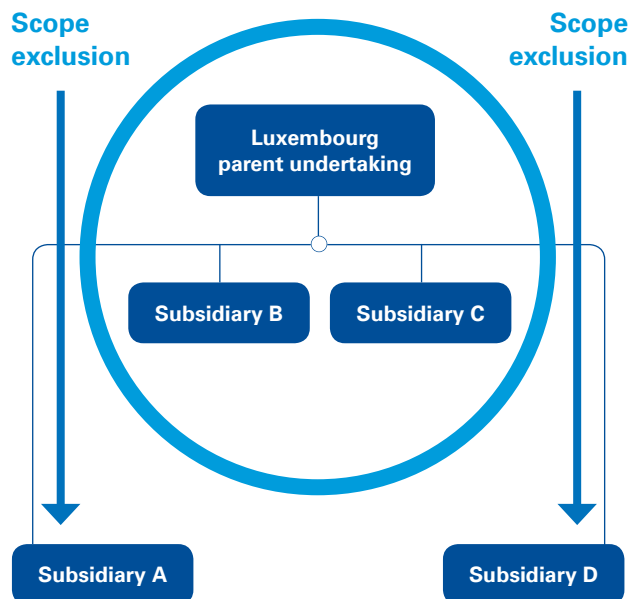 Scope
exclusion
Scope
exclusion
Luxembourg
parent undertaking
Subsidiary B
Subsidiary C
Subsidiary A
Subsidiary D